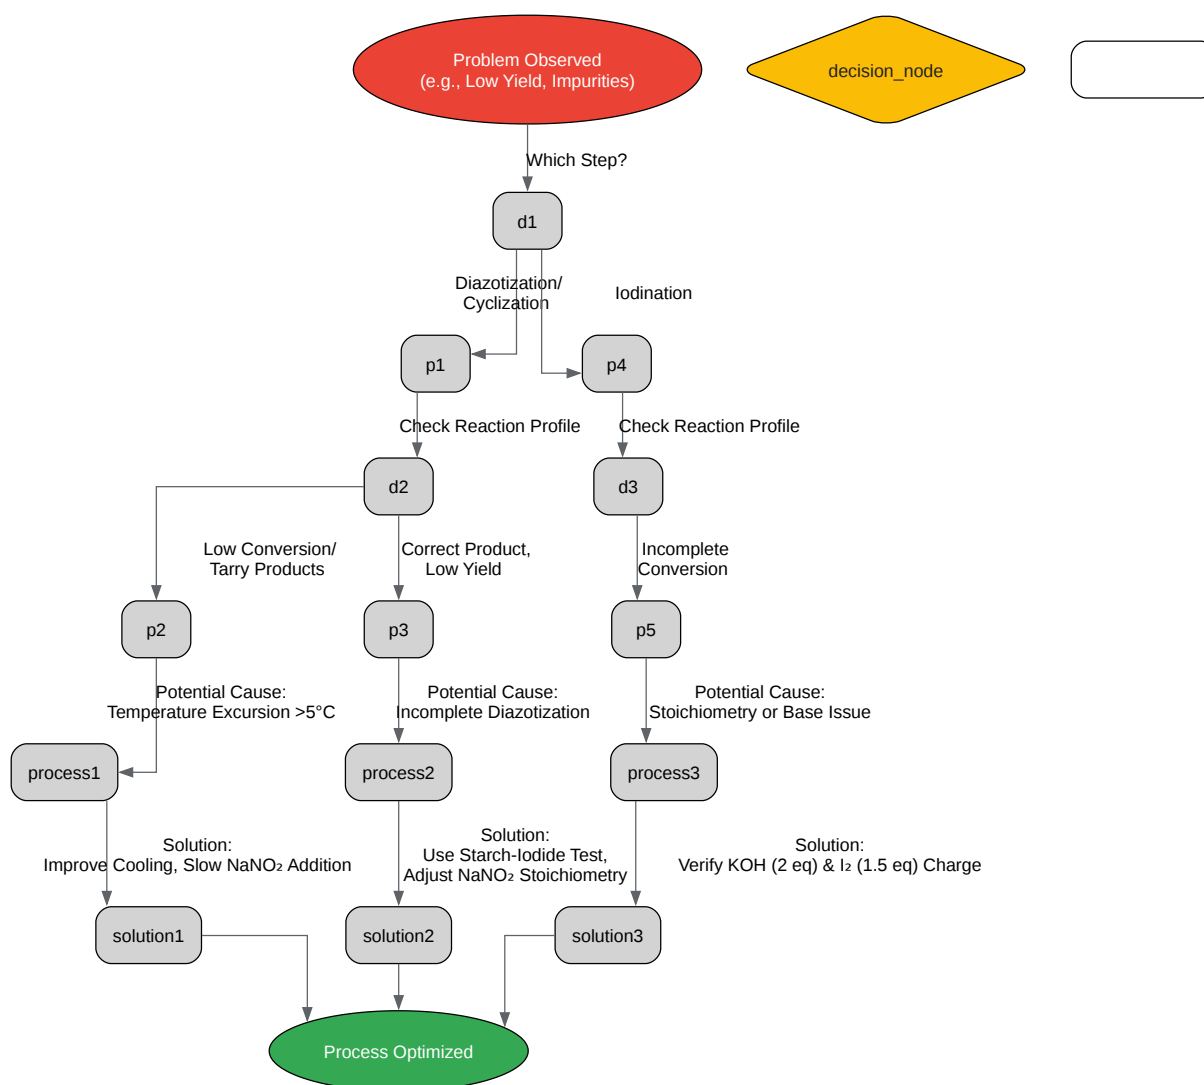 Problem Observed
(e.g., Low Yield, Impurities)
decision_node
Which Step?
d1
Diazotization/
Cyclization
Iodination
p1
p4
Check Reaction Profile
Check Reaction Profile
d2
d3
Low Conversion/
Tarry Products
Correct Product,
Low Yield
Incomplete
Conversion
p2
p3
p5
Potential Cause:
Temperature Excursion >5°C
Potential Cause:
Incomplete Diazotization
Potential Cause:
Stoichiometry or Base Issue
process1
process2
process3
Solution:
Improve Cooling, Slow NaNO₂ Addition
Solution:
Use Starch-Iodide Test,
Adjust NaNO₂ Stoichiometry
Solution:
Verify KOH (2 eq) & I₂ (1.5 eq) Charge
solution1
solution2
solution3
Process Optimized